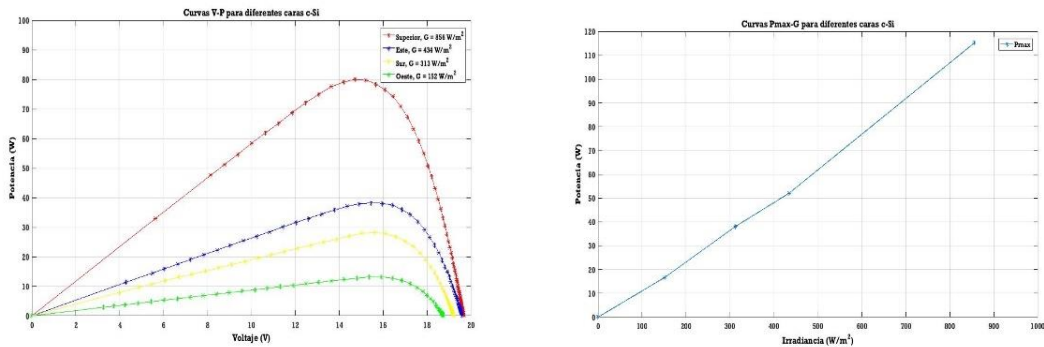 Curvas V-P para diferentes caras c-Si
100
90
80
70
60
50
40
30
20
10
0
Potencia (W)
Superior, G = 856 W/m²
Este, G = 434 W/m²
Sur, G = 313 W/m²
Oeste, G = 152 W/m²
0 2 4 6 8 10 12 14 16 18 20
Voltaje (V)
Curvas Pmax-G para diferentes caras c-Si
120
110
100
90
80
70
60
50
40
30
20
10
0
Potencia (W)
Pmax
0 100 200 300 400 500 600 700 800 900 1000
Irradiancia (W/m²)